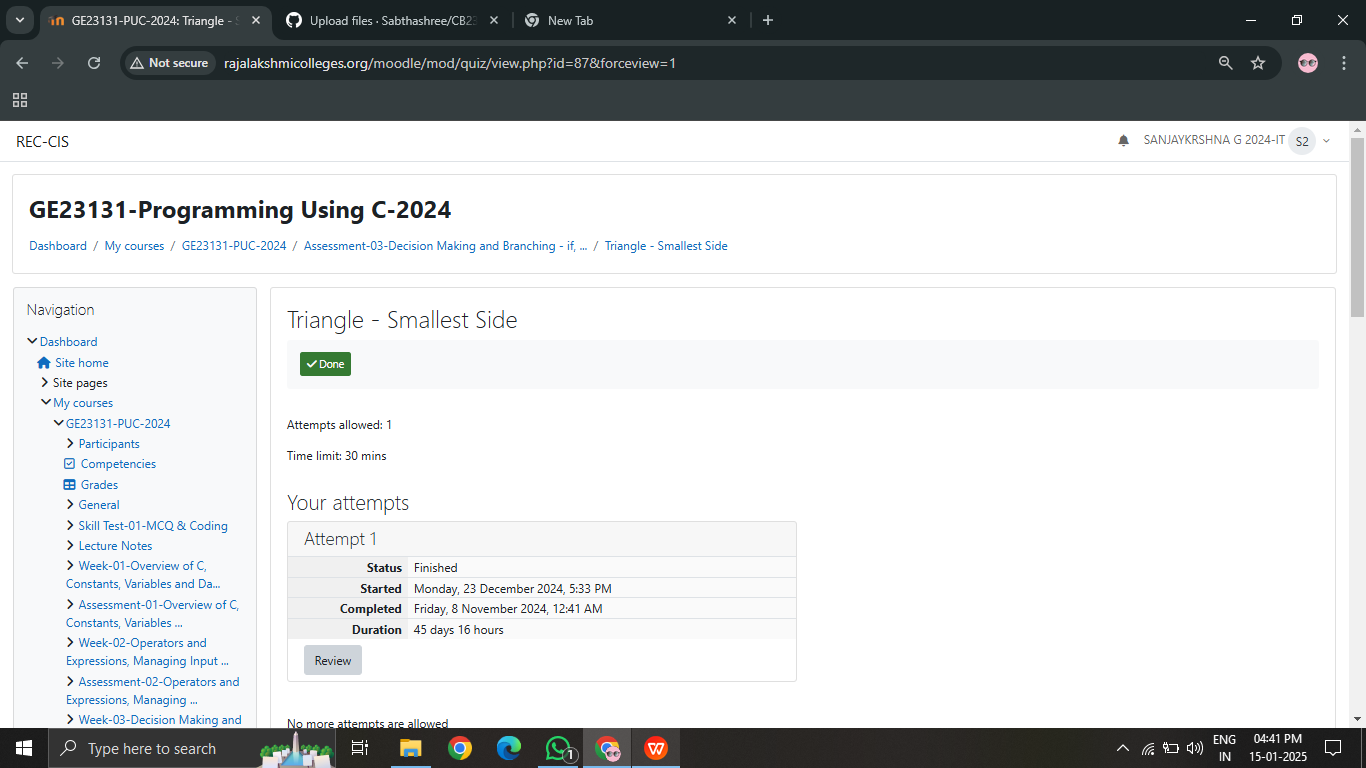 GE23131-PUC-2024: Triangle - S
Upload files · Sabthashree/CB23
New Tab
Not secure
rajalakshmicolleges.org/moodle/mod/quiz/view.php?id=87&forceview=1
REC-CIS
SANJAYKRSHNA G 2024-IT S2
GE23131-Programming Using C-2024
Dashboard / My courses / GE23131-PUC-2024 / Assessment-03-Decision Making and Branching - if, ... / Triangle - Smallest Side
Navigation
Dashboard
Site home
Site pages
My courses
GE23131-PUC-2024
Participants
Competencies
Grades
General
Skill Test-01-MCQ & Coding
Lecture Notes
Week-01-Overview of C,
Constants, Variables and Da...
Assessment-01-Overview of C,
Constants, Variables ...
Week-02-Operators and
Expressions, Managing Input ...
Assessment-02-Operators and
Expressions, Managing ...
Week-03-Decision Making and
Triangle - Smallest Side
Done
Attempts allowed: 1
Time limit: 30 mins
Your attempts
Attempt 1
Status Finished
Started Monday, 23 December 2024, 5:33 PM
Completed Friday, 8 November 2024, 12:41 AM
Duration 45 days 16 hours
Review
No more attempts are allowed
Type here to search
1
W
ENG
IN
04:41 PM
15-01-2025